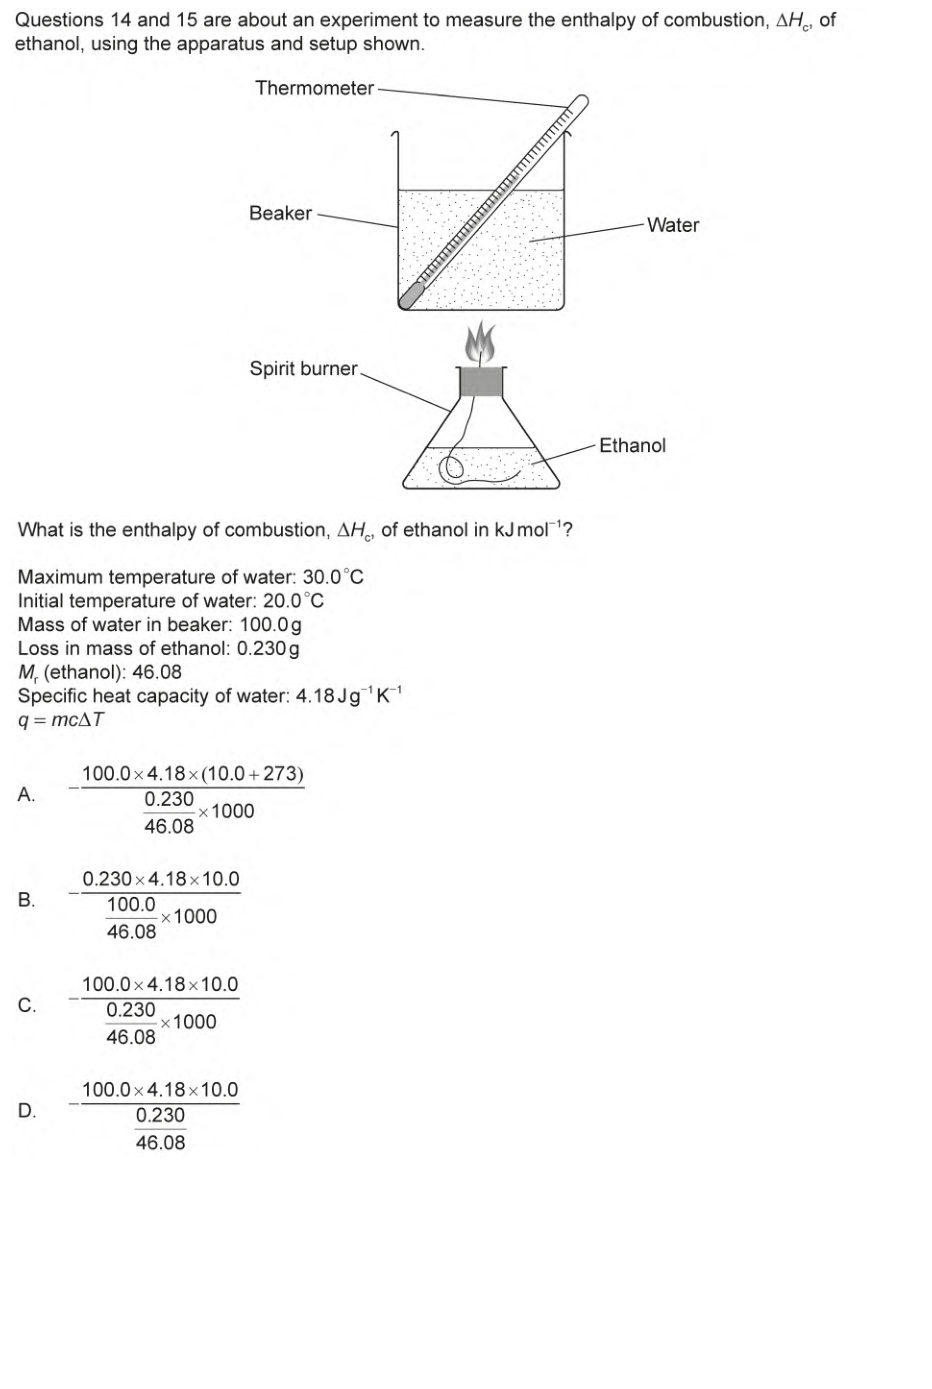 Questions 14 and 15 are about an experiment to measure the enthalpy of combustion, ΔH꜀, of
ethanol, using the apparatus and setup shown.
Thermometer
Beaker
Water
Spirit burner
Ethanol
What is the enthalpy of combustion, ΔH꜀, of ethanol in kJ mol⁻¹?
Maximum temperature of water: 30.0°C
Initial temperature of water: 20.0°C
Mass of water in beaker: 100.0 g
Loss in mass of ethanol: 0.230 g
Mᵣ (ethanol): 46.08
Specific heat capacity of water: 4.18 J g⁻¹ K⁻¹
q = mcΔT
A.
100.0 × 4.18 × (10.0 + 273)
–
0.230
× 1000
46.08
B.
0.230 × 4.18 × 10.0
–
100.0
× 1000
46.08
C.
100.0 × 4.18 × 10.0
–
0.230
× 1000
46.08
D.
100.0 × 4.18 × 10.0
–
0.230
46.08